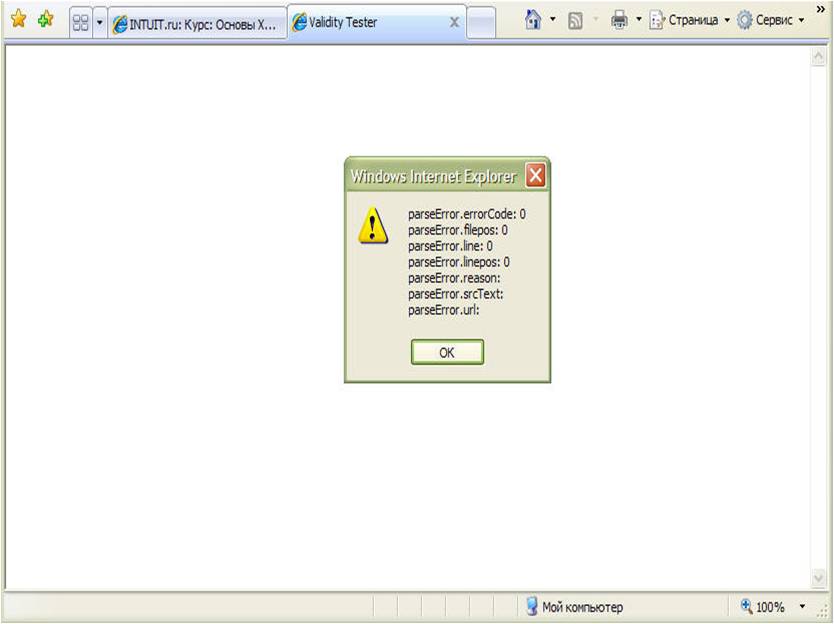 INTUIT.ru: Курс: Основы X...
Validity Tester
Страница
Сервис
»
Windows Internet Explorer
parseError.errorCode: 0
parseError.filepos: 0
parseError.line: 0
parseError.linepos: 0
parseError.reason:
parseError.srcText:
parseError.url:
OK
Мой компьютер
100%